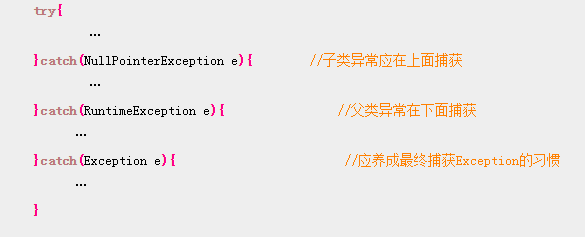 try{
...
}catch(NullPointerException e){ //子类异常应在上面捕获
...
}catch(RuntimeException e){ //父类异常在下面捕获
...
}catch(Exception e){ //应养成最终捕获Exception的习惯
...
}